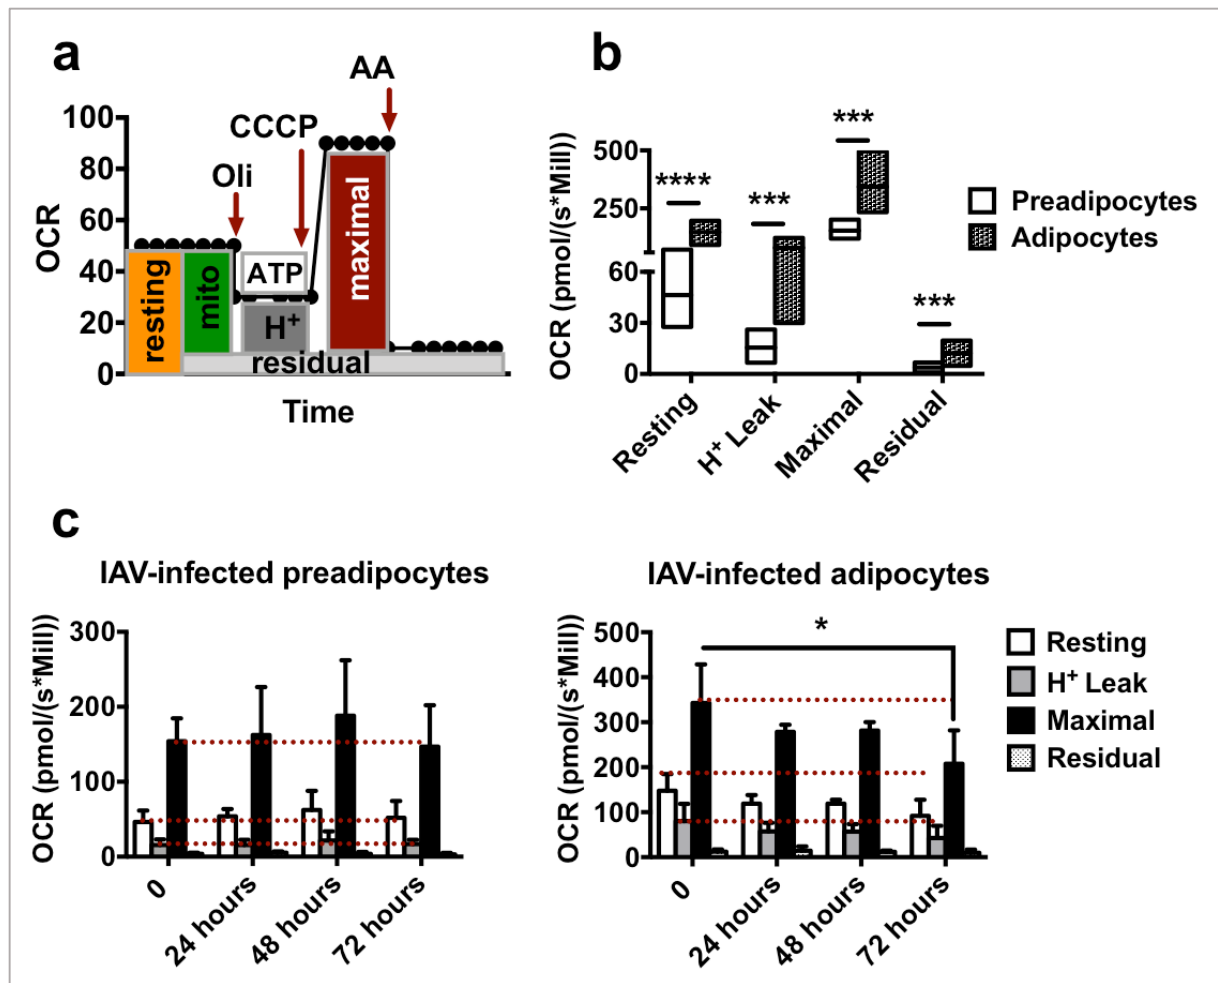 a
AA
CCCP
Oli
100
80
60
40
20
0
OCR
resting
mito
ATP
H+
maximal
residual
Time
b
OCR (pmol/(s*Mill))
500
250
60
30
0
****
***
***
***
Resting
H+ Leak
Maximal
Residual
Preadipocytes
Adipocytes
c
IAV-infected preadipocytes
OCR (pmol/(s*Mill))
300
200
100
0
0
24 hours
48 hours
72 hours
IAV-infected adipocytes
OCR (pmol/(s*Mill))
500
400
300
200
100
0
*
0
24 hours
48 hours
72 hours
Resting
H+ Leak
Maximal
Residual